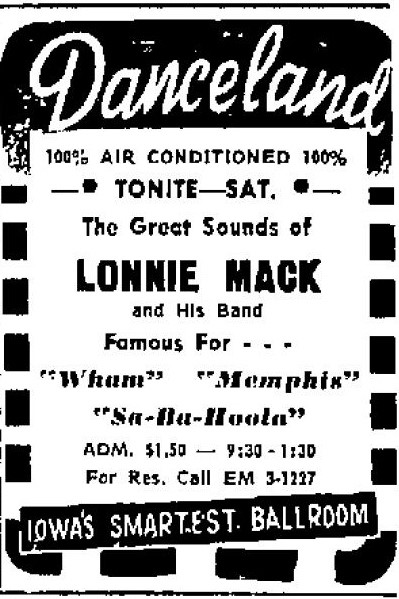 Danceland
100% AIR CONDITIONED 100%
—• TONITE—SAT. •—
The Great Sounds of
LONNIE MACK
and His Band
Famous For - - -
"Wham" "Memphis"
"Sa-Ba-Hoola"
ADM. $1.50 — 9:30 - 1:30
For Res. Call EM 3-1227
IOWA'S SMARTEST BALLROOM